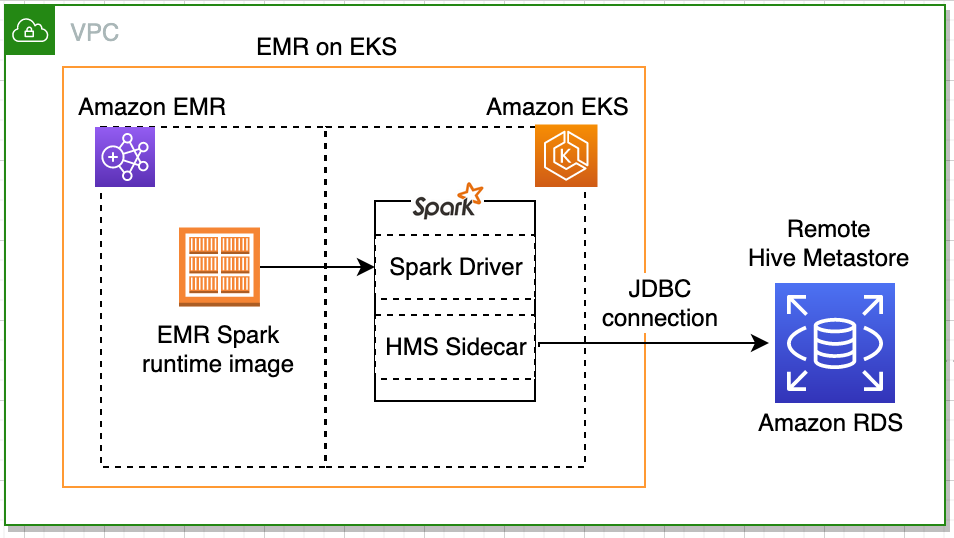 VPC
EMR on EKS
Amazon EMR
Amazon EKS
Spark
Spark Driver
HMS Sidecar
EMR Spark
runtime image
JDBC
connection
Remote
Hive Metastore
Amazon RDS
K